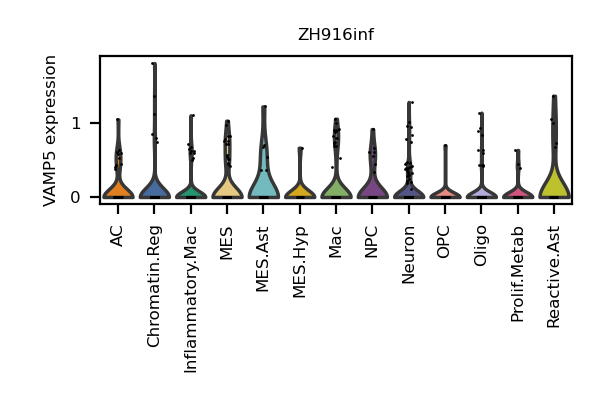 ZH916inf
VAMP5 expression
1
0
AC
Chromatin.Reg
Inflammatory.Mac
MES
MES.Ast
MES.Hyp
Mac
NPC
Neuron
OPC
Oligo
Prolif.Metab
Reactive.Ast